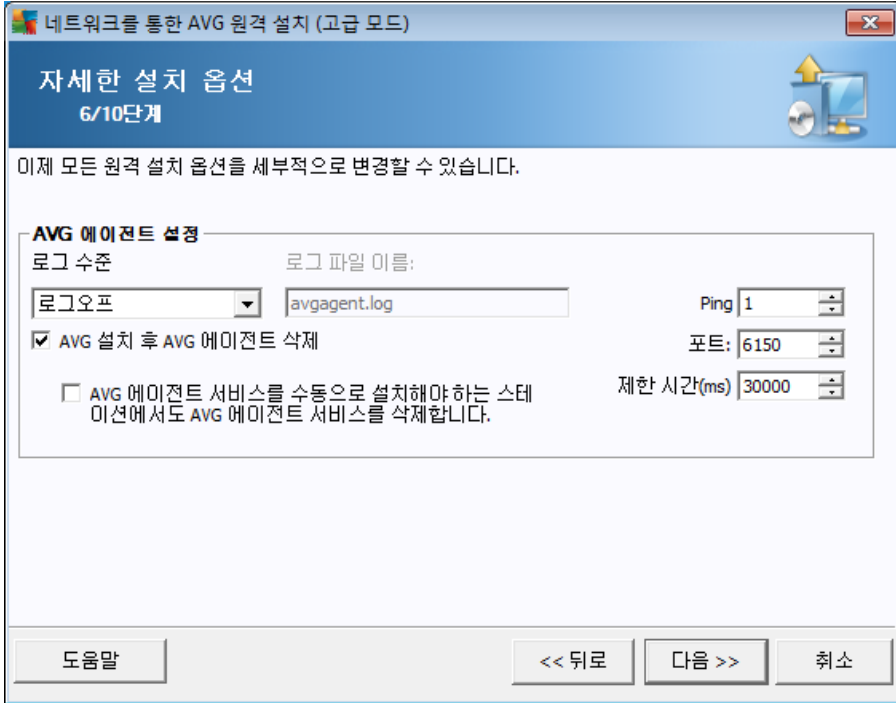 네트워크를 통한 AVG 원격 설치 (고급 모드)
자세한 설치 옵션
6/10단계
이제 모든 원격 설치 옵션을 세부적으로 변경할 수 있습니다.
AVG 에이전트 설정
로그 수준
로그 파일 이름:
로그오프
avgagent.log
Ping 1
AVG 설치 후 AVG 에이전트 삭제
포트: 6150
AVG 에이전트 서비스를 수동으로 설치해야 하는 스테
이션에서도 AVG 에이전트 서비스를 삭제합니다.
제한 시간(ms) 30000
도움말
<< 뒤로
다음 >>
취소